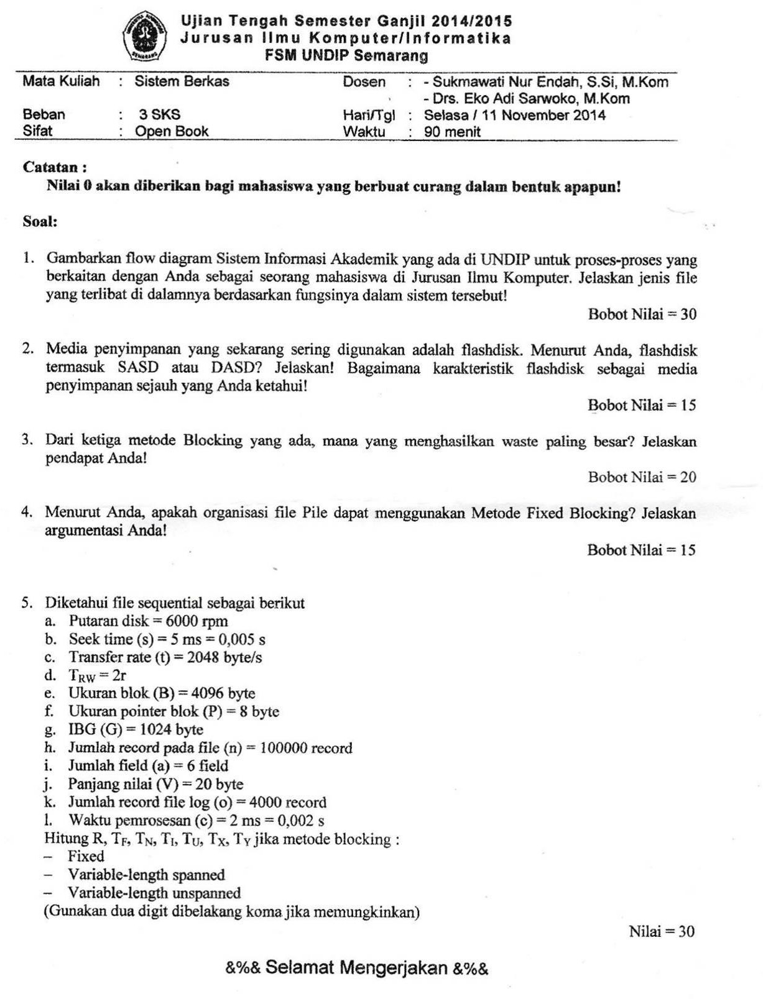 Ujian Tengah Semester Ganjil 2014/2015
Jurusan Ilmu Komputer/Informatika
FSM UNDIP Semarang
Mata Kuliah : Sistem Berkas Dosen : - Sukmawati Nur Endah, S.Si, M.Kom
- Drs. Eko Adi Sarwoko, M.Kom
Beban : 3 SKS Hari/Tgl : Selasa / 11 November 2014
Sifat : Open Book Waktu : 90 menit
Catatan :
Nilai 0 akan diberikan bagi mahasiswa yang berbuat curang dalam bentuk apapun!
Soal:
1. Gambarkan flow diagram Sistem Informasi Akademik yang ada di UNDIP untuk proses-proses yang
berkaitan dengan Anda sebagai seorang mahasiswa di Jurusan Ilmu Komputer. Jelaskan jenis file
yang terlibat di dalamnya berdasarkan fungsinya dalam sistem tersebut!
Bobot Nilai = 30
2. Media penyimpanan yang sekarang sering digunakan adalah flashdisk. Menurut Anda, flashdisk
termasuk SASD atau DASD? Jelaskan! Bagaimana karakteristik flashdisk sebagai media
penyimpanan sejauh yang Anda ketahui!
Bobot Nilai = 15
3. Dari ketiga metode Blocking yang ada, mana yang menghasilkan waste paling besar? Jelaskan
pendapat Anda!
Bobot Nilai = 20
4. Menurut Anda, apakah organisasi file Pile dapat menggunakan Metode Fixed Blocking? Jelaskan
argumentasi Anda!
Bobot Nilai = 15
5. Diketahui file sequential sebagai berikut
a. Putaran disk = 6000 rpm
b. Seek time (s) = 5 ms = 0,005 s
c. Transfer rate (t) = 2048 byte/s
d. TRW = 2r
e. Ukuran blok (B) = 4096 byte
f. Ukuran pointer blok (P) = 8 byte
g. IBG (G) = 1024 byte
h. Jumlah record pada file (n) = 100000 record
i. Jumlah field (a) = 6 field
j. Panjang nilai (V) = 20 byte
k. Jumlah record file log (o) = 4000 record
l. Waktu pemrosesan (c) = 2 ms = 0,002 s
Hitung R, TF, TN, TI, TU, TX, TY jika metode blocking :
– Fixed
– Variable-length spanned
– Variable-length unspanned
(Gunakan dua digit dibelakang koma jika memungkinkan)
Nilai = 30
&%& Selamat Mengerjakan &%&